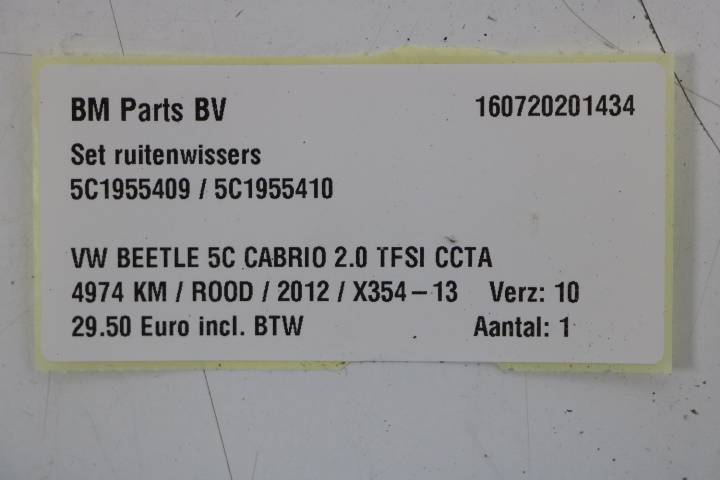 BM Parts BV 160720201434
Set ruitenwissers
5C1955409 / 5C1955410
VW BEETLE 5C CABRIO 2.0 TFSI CCTA
4974 KM / ROOD / 2012 / X354-13 Verz: 10
29.50 Euro incl. BTW Aantal: 1